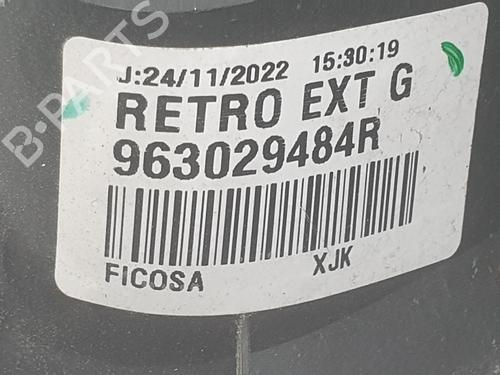 J:24/11/2022 15:30:19
RETRO EXT G
963029484R
FICOSA XJK
B-PARTS